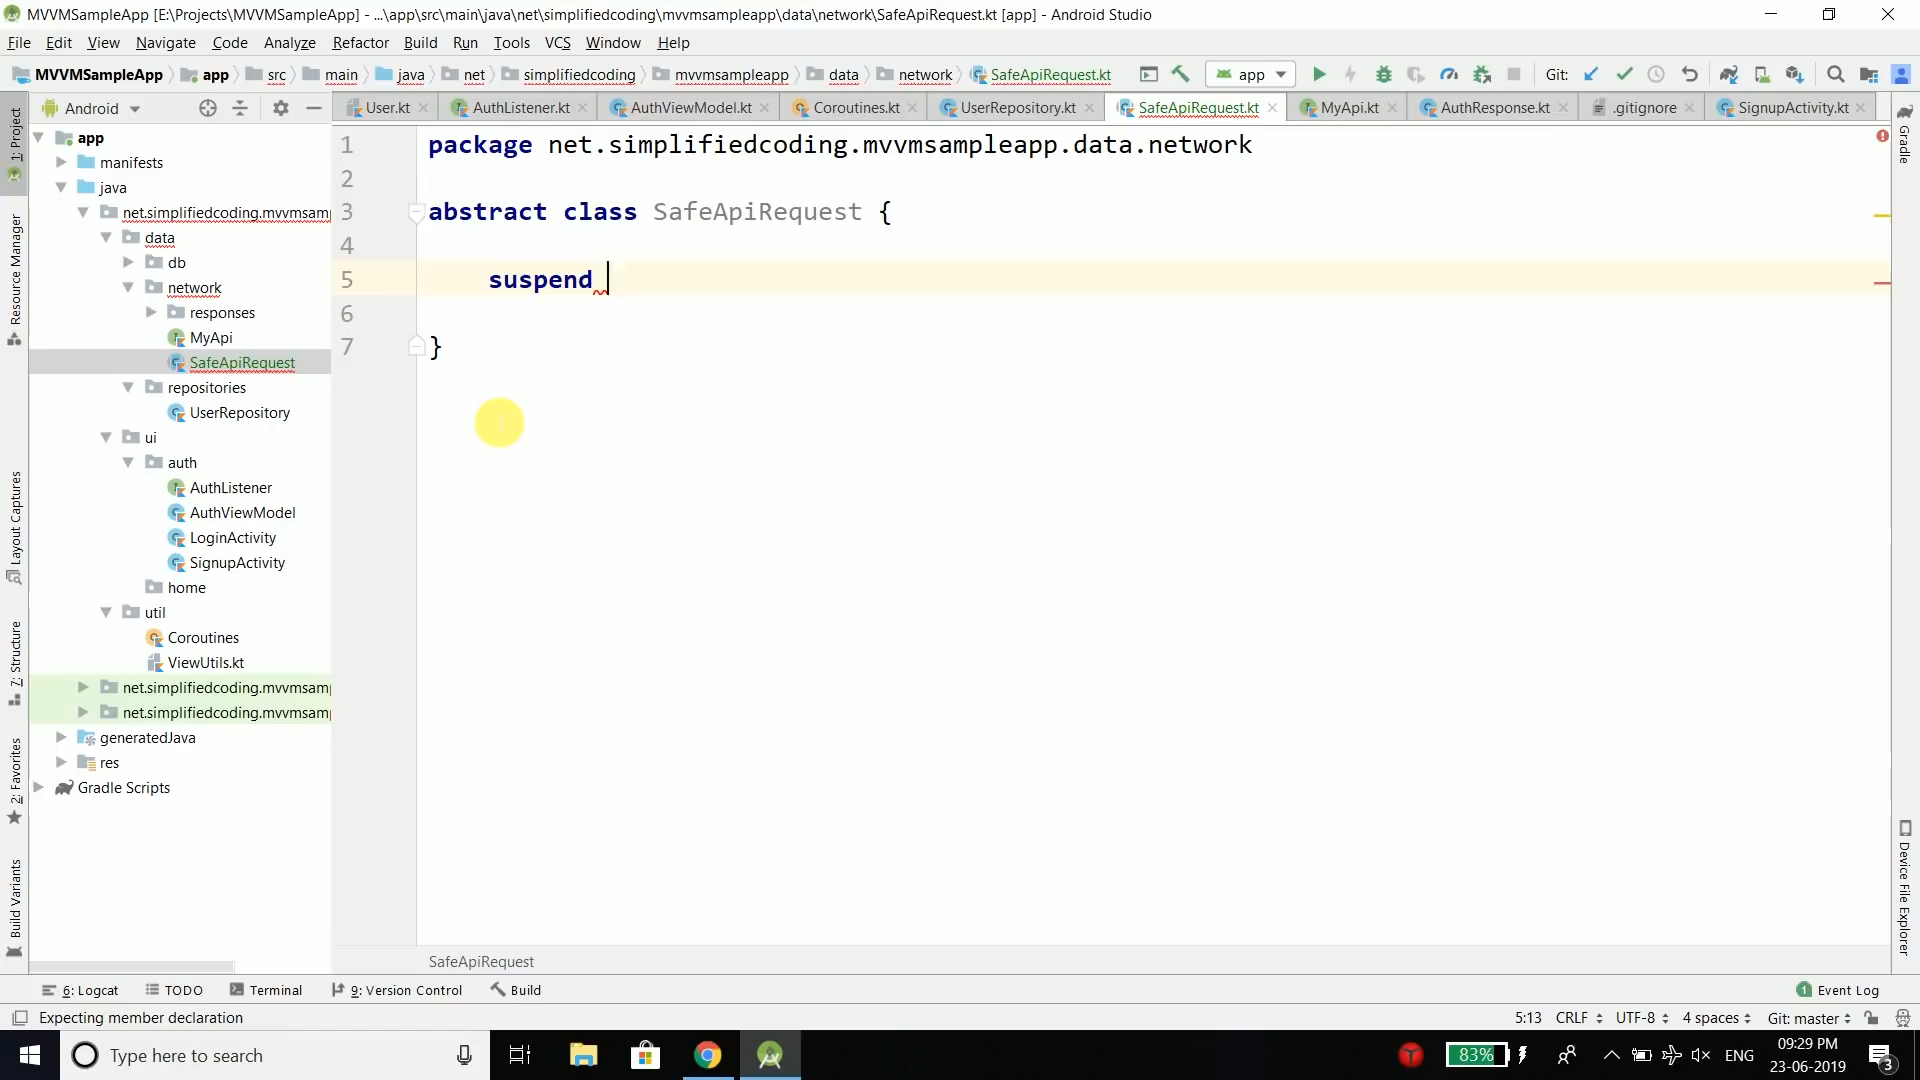 MVVMSampleApp [E:\Projects\MVVMSampleApp] - ...\app\src\main\java\net\simplifiedcoding\mvvmsampleapp\data\network\SafeApiRequest.kt [app] - Android Studio
File Edit View Navigate Code Analyze Refactor Build Run Tools VCS Window Help
MVVMSampleApp app src main java net simplifiedcoding mvvmsampleapp data network SafeApiRequest.kt app Git:
Android User.kt AuthListener.kt AuthViewModel.kt Coroutines.kt UserRepository.kt SafeApiRequest.kt MyApi.kt AuthResponse.kt .gitignore SignupActivity.kt
1: Project
Resource Manager
Layout Captures
7: Structure
2: Favorites
Build Variants
app
manifests
java
net.simplifiedcoding.mvvmsamp
data
db
network
responses
MyApi
SafeApiRequest
repositories
UserRepository
ui
auth
AuthListener
AuthViewModel
LoginActivity
SignupActivity
home
util
Coroutines
ViewUtils.kt
net.simplifiedcoding.mvvmsamp
net.simplifiedcoding.mvvmsamp
generatedJava
res
Gradle Scripts
1 package net.simplifiedcoding.mvvmsampleapp.data.network
2
3 abstract class SafeApiRequest {
4
5 suspend
6
7 }
Gradle
Device File Explorer
SafeApiRequest
6: Logcat TODO Terminal 9: Version Control Build 1 Event Log
Expecting member declaration 5:13 CRLF UTF-8 4 spaces Git: master
Type here to search 83% ENG 09:29 PM
23-06-2019 3